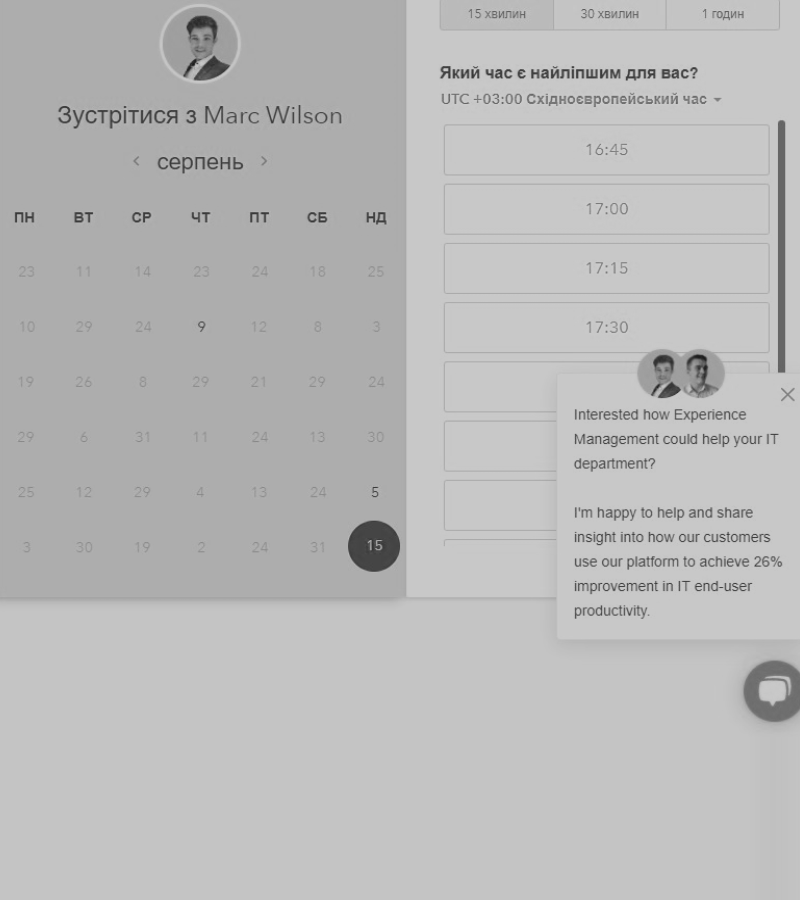 Зустрітися з Marc Wilson
серпень
ПН ВТ СР ЧТ ПТ СБ НД
23 11 14 23 24 18 25
10 29 24 9 12 8 3
19 26 8 29 21 29 24
29 6 31 11 24 13 30
25 12 29 4 13 24 5
3 30 19 2 24 31 15
15 хвилин 30 хвилин 1 годин
Який час є найліпшим для вас?
UTC +03:00 Східноєвропейський час
16:45
17:00
17:15
17:30
Interested how Experience
Management could help your IT
department?
I'm happy to help and share
insight into how our customers
use our platform to achieve 26%
improvement in IT end-user
productivity.